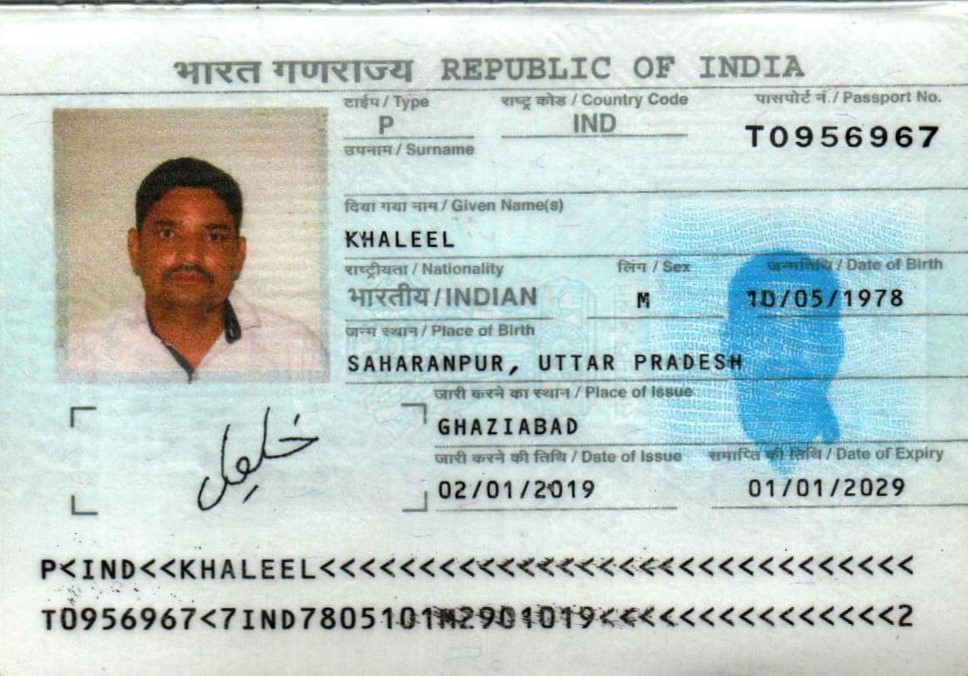 भारत गणराज्य REPUBLIC OF INDIA
टाईप / Type राष्ट्र कोड / Country Code पासपोर्ट नं. / Passport No.
P IND T0956967
उपनाम / Surname
दिया गया नाम / Given Name(s)
KHALEEL
राष्ट्रीयता / Nationality लिंग / Sex जन्मतिथि / Date of Birth
भारतीय / INDIAN M 10/05/1978
जन्म स्थान / Place of Birth
SAHARANPUR, UTTAR PRADESH
जारी करने का स्थान / Place of Issue
GHAZIABAD
जारी करने की तिथि / Date of Issue समाप्ति की तिथि / Date of Expiry
02/01/2019 01/01/2029
خلیل
P<IND<<KHALEEL<<<<<<<<<<<<<<<<<<<<<<<<<<<<<<
T0956967<7IND7805101M2901019<<<<<<<<<<<<<<<2